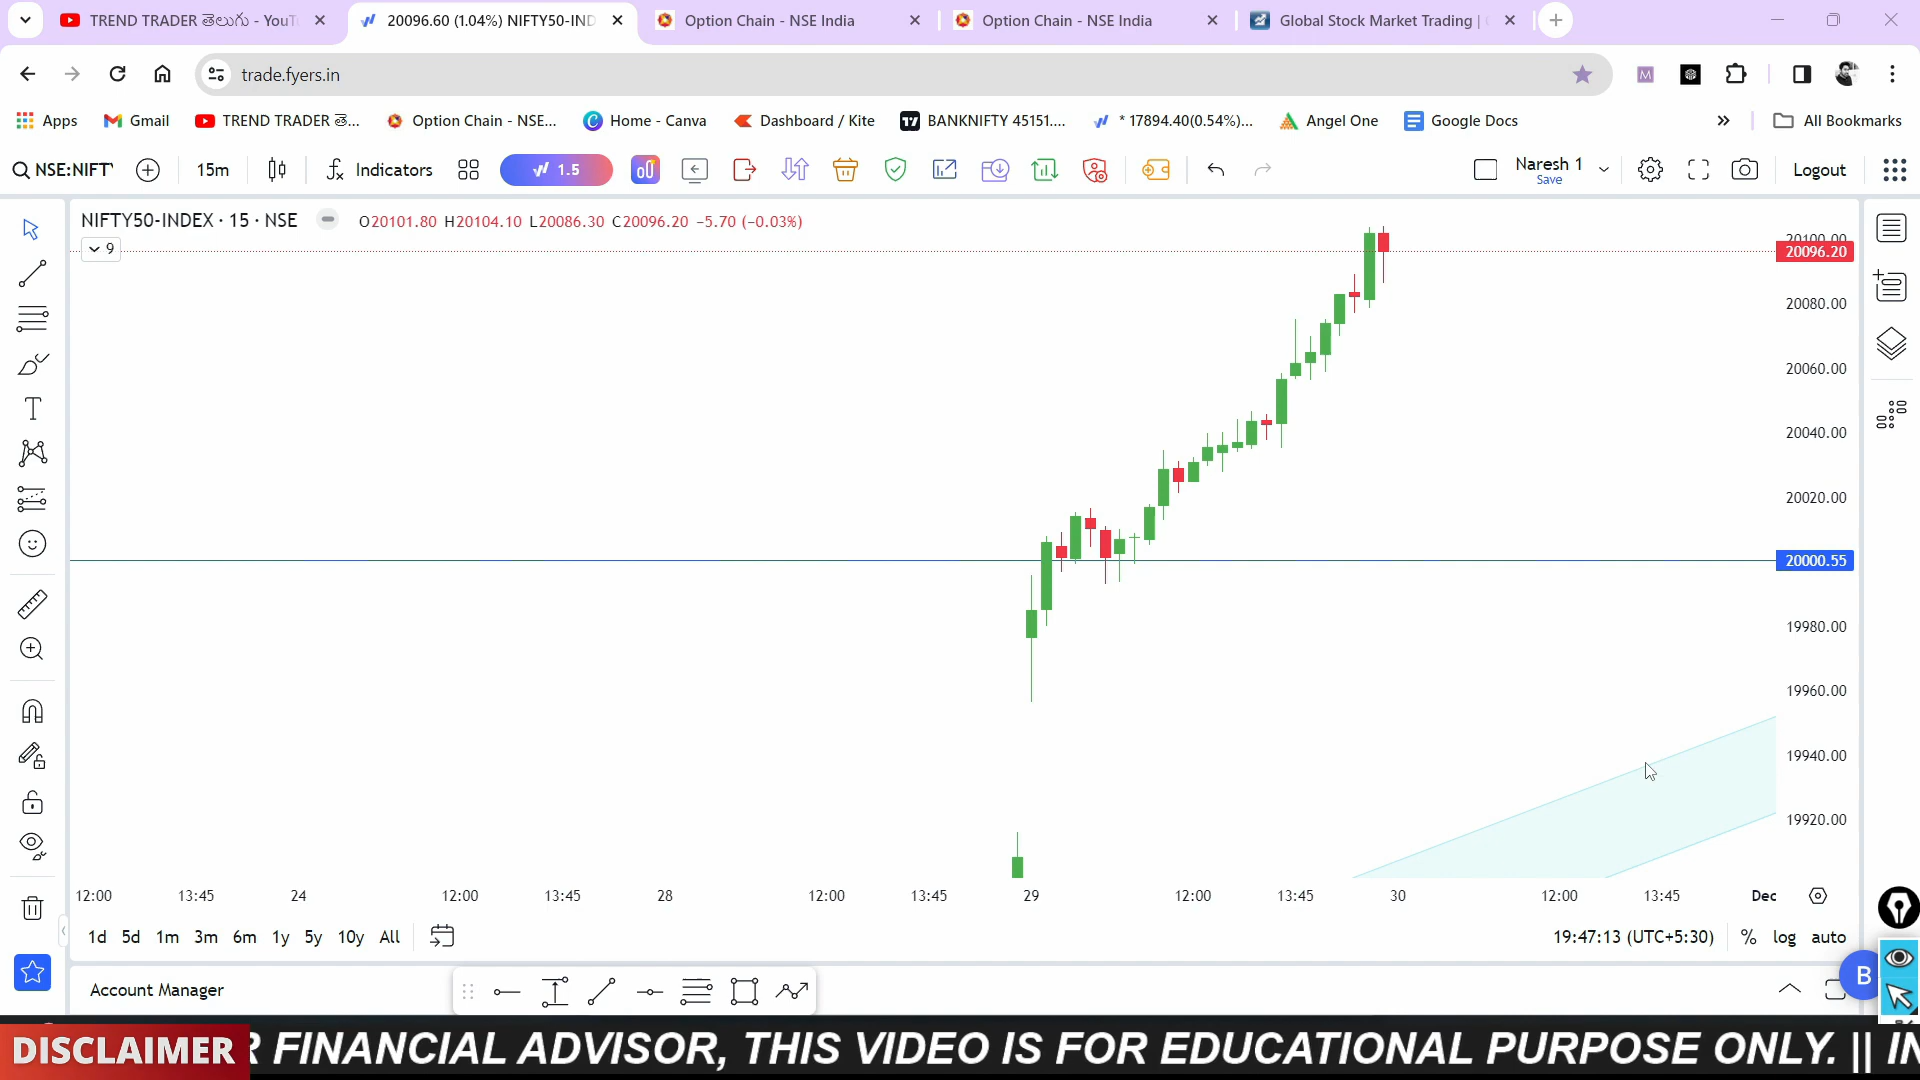 TREND TRADER తెలుగు - YouT
20096.60 (1.04%) NIFTY50-IND
Option Chain - NSE India
Option Chain - NSE India
Global Stock Market Trading |
trade.fyers.in
Apps
Gmail
TREND TRADER తె...
Option Chain - NSE...
Home - Canva
Dashboard / Kite
BANKNIFTY 45151....
* 17894.40(0.54%)...
Angel One
Google Docs
All Bookmarks
NSE:NIFTY
15m
Indicators
1.5
Naresh 1
Save
Logout
NIFTY50-INDEX · 15 · NSE
O20101.80 H20104.10 L20086.30 C20096.20 -5.70 (-0.03%)
9
20100.00
20096.20
20080.00
20060.00
20040.00
20020.00
20000.55
19980.00
19960.00
19940.00
19920.00
12:00 13:45 24 12:00 13:45 28 12:00 13:45 29 12:00 13:45 30 12:00 13:45 Dec
1d 5d 1m 3m 6m 1y 5y 10y All
19:47:13 (UTC+5:30)
% log auto
Account Manager
B
DISCLAIMER
R FINANCIAL ADVISOR, THIS VIDEO IS FOR EDUCATIONAL PURPOSE ONLY. || IN